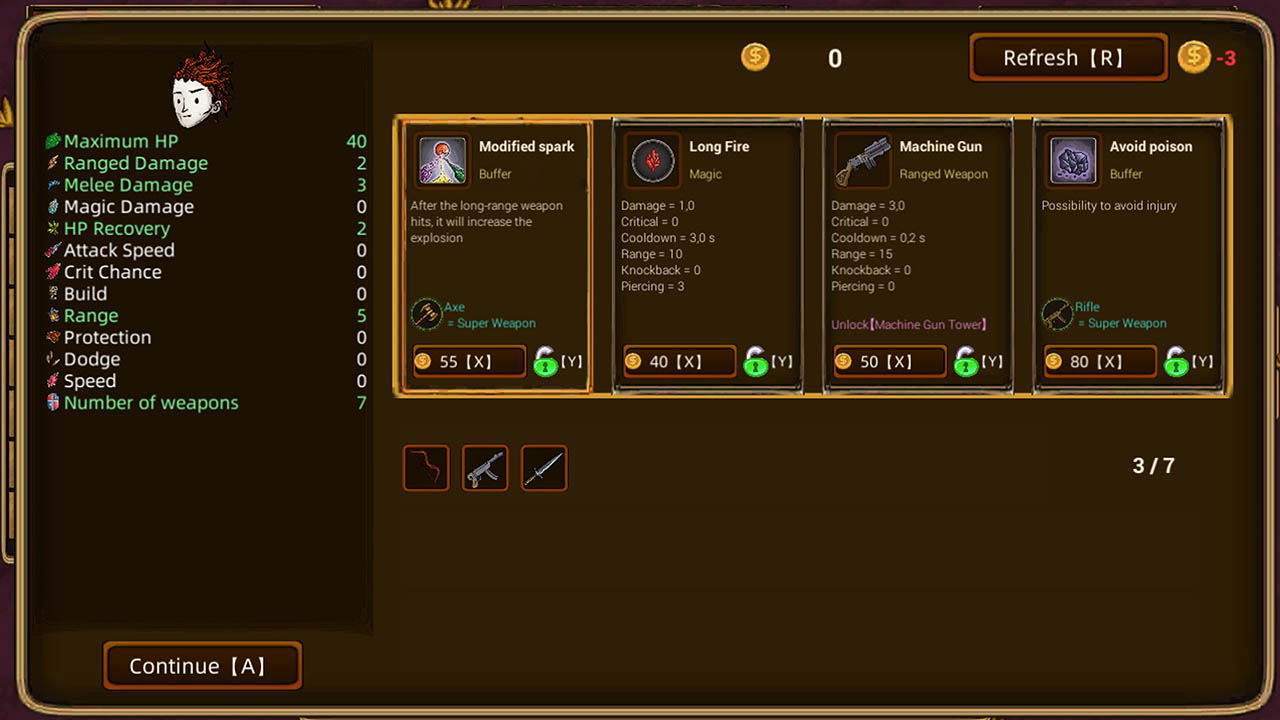 0
Refresh【R】
-3
Maximum HP 40
Ranged Damage 2
Melee Damage 3
Magic Damage 0
HP Recovery 2
Attack Speed 0
Crit Chance 0
Build 0
Range 5
Protection 0
Dodge 0
Speed 0
Number of weapons 7
Modified spark
Buffer
After the long-range weapon
hits, it will increase the
explosion
Axe
= Super Weapon
55【X】
【Y】
Long Fire
Magic
Damage = 1,0
Critical = 0
Cooldown = 3,0 s
Range = 10
Knockback = 0
Piercing = 3
40【X】
【Y】
Machine Gun
Ranged Weapon
Damage = 3,0
Critical = 0
Cooldown = 0,2 s
Range = 15
Knockback = 0
Piercing = 0
Unlock【Machine Gun Tower】
50【X】
【Y】
Avoid poison
Buffer
Possibility to avoid injury
Rifle
= Super Weapon
80【X】
【Y】
3 / 7
Continue【A】